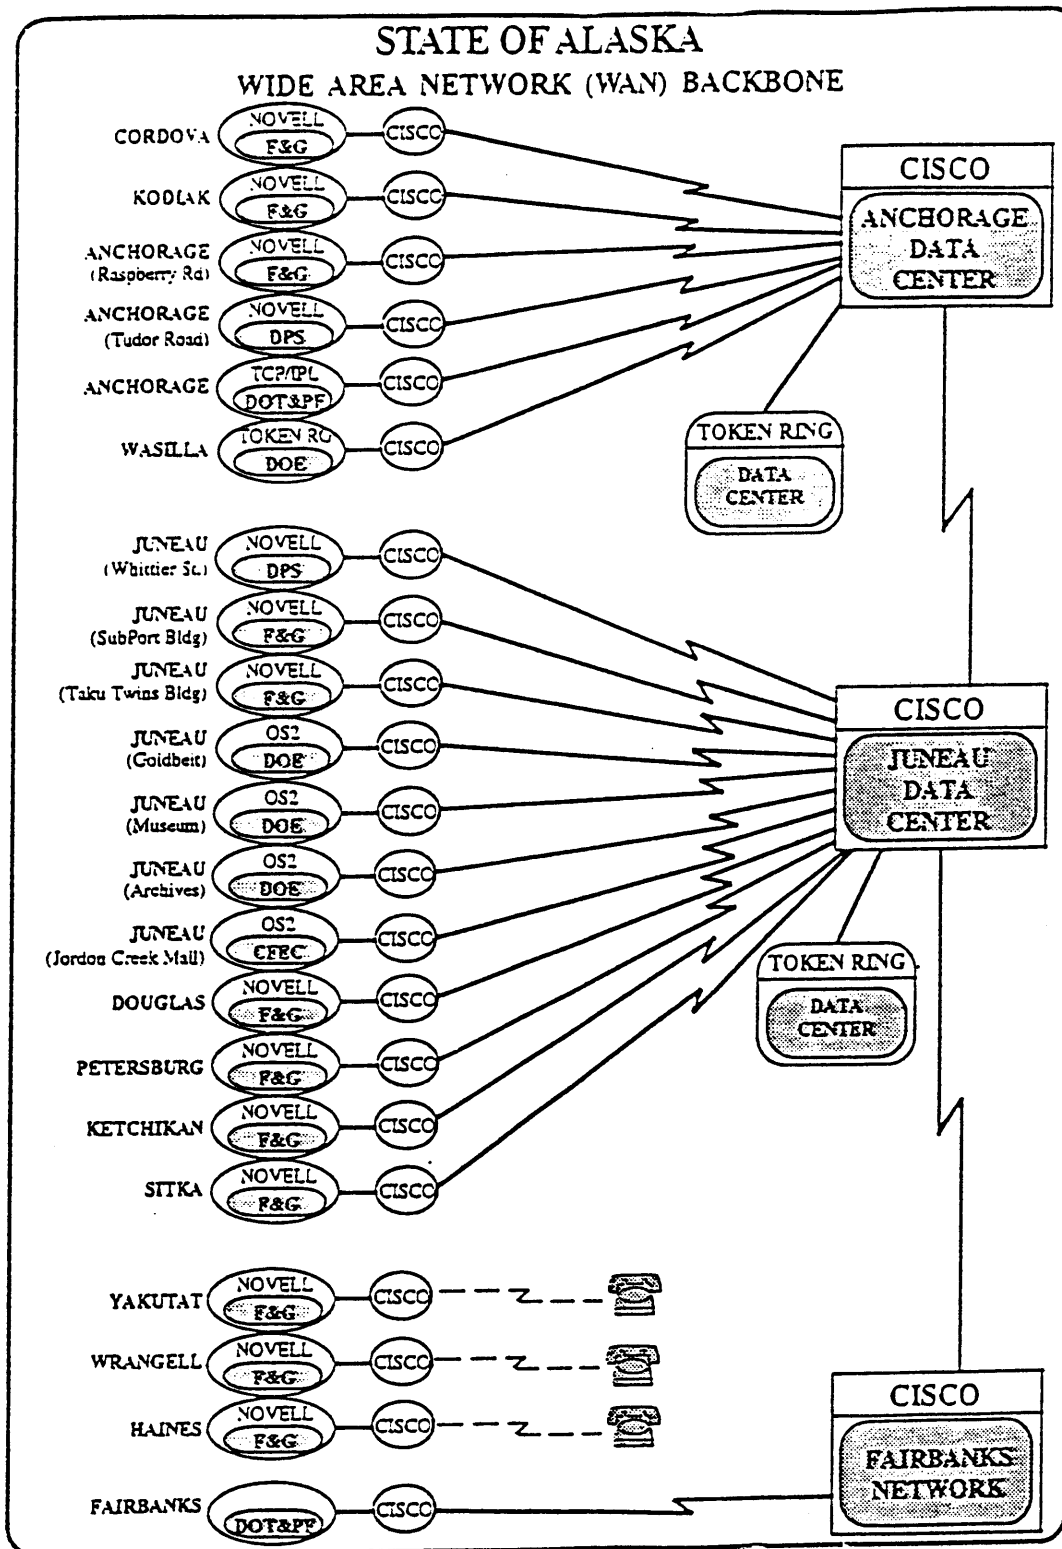 STATE OF ALASKA
WIDE AREA NETWORK (WAN) BACKBONE
CORDOVA
NOVELL
F&G
CISCO
KODIAK
NOVELL
F&G
CISCO
ANCHORAGE
(Raspberry Rd)
NOVELL
F&G
CISCO
ANCHORAGE
(Tudor Road)
NOVELL
DPS
CISCO
ANCHORAGE
TCP/IPL
DOT&PF
CISCO
WASILLA
TOKEN RG
DOE
CISCO
CISCO
ANCHORAGE
DATA
CENTER
TOKEN RING
DATA
CENTER
JUNEAU
(Whittier St.)
NOVELL
DPS
CISCO
JUNEAU
(SubPort Bldg)
NOVELL
F&G
CISCO
JUNEAU
(Taku Twins Bldg)
NOVELL
F&G
CISCO
JUNEAU
(Goldbelt)
OS2
DOE
CISCO
JUNEAU
(Museum)
OS2
DOE
CISCO
JUNEAU
(Archives)
OS2
DOE
CISCO
JUNEAU
(Jordon Creek Mall)
OS2
CFEC
CISCO
DOUGLAS
NOVELL
F&G
CISCO
PETERSBURG
NOVELL
F&G
CISCO
KETCHIKAN
NOVELL
F&G
CISCO
SITKA
NOVELL
F&G
CISCO
CISCO
JUNEAU
DATA
CENTER
TOKEN RING
DATA
CENTER
YAKUTAT
NOVELL
F&G
CISCO
WRANGELL
NOVELL
F&G
CISCO
HAINES
NOVELL
F&G
CISCO
FAIRBANKS
DOT&PF
CISCO
CISCO
FAIRBANKS
NETWORK